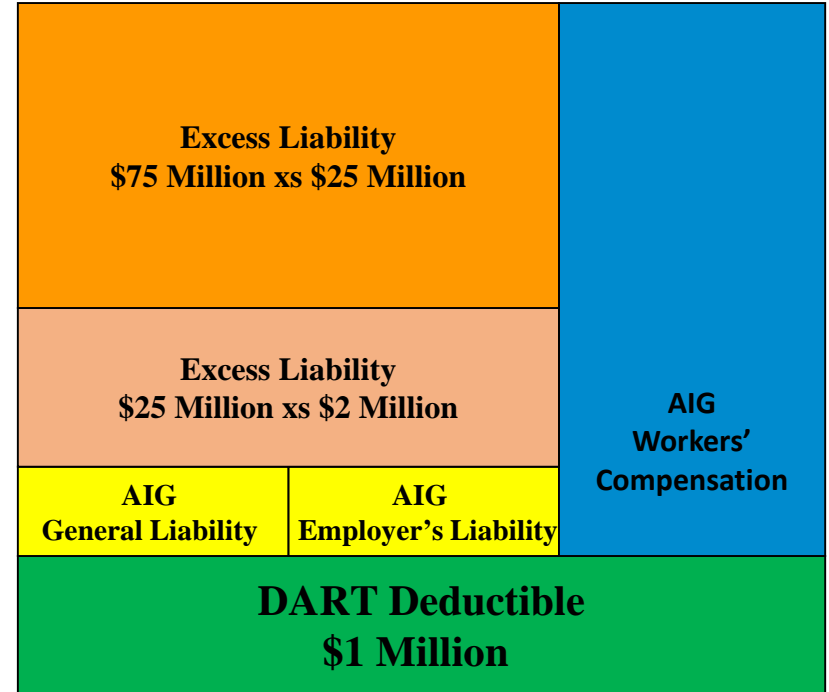 Excess Liability
$75 Million xs $25 Million
Excess Liability
$25 Million xs $2 Million
AIG
Workers’
Compensation
AIG
General Liability
AIG
Employer’s Liability
DART Deductible
$1 Million